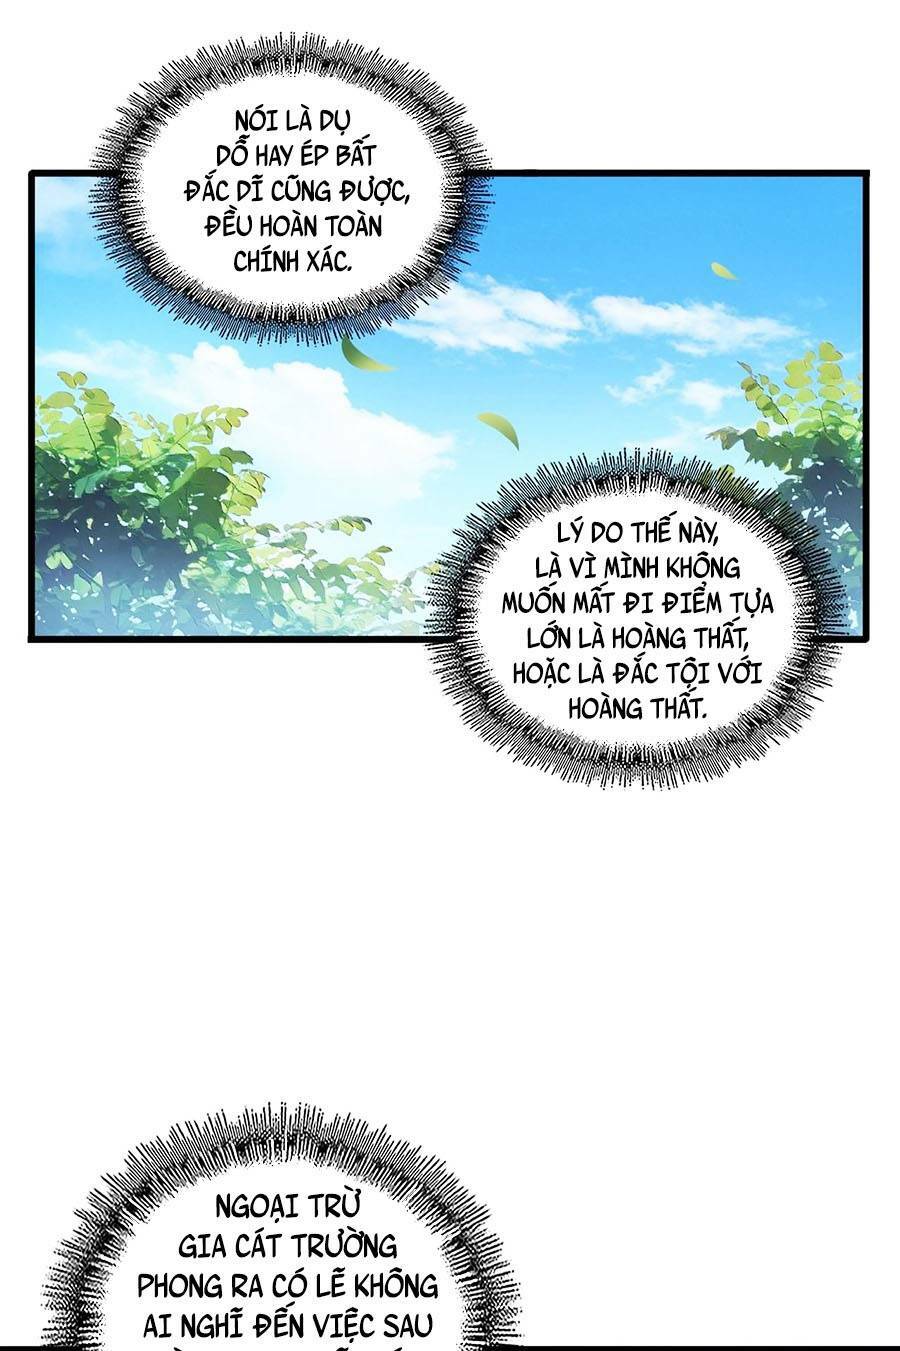 NÓI LÀ DỤ
DỖ HAY ÉP BẤT
ĐẮC DĨ CŨNG ĐƯỢC,
ĐỀU HOÀN TOÀN
CHÍNH XÁC.
LÝ DO THẾ NÀY,
LÀ VÌ MÌNH KHÔNG
MUỐN MẤT ĐI ĐIỂM TỰA
LỚN LÀ HOÀNG THẤT,
HOẶC LÀ ĐẮC TỘI VỚI
HOÀNG THẤT.
NGOẠI TRỪ
GIA CÁT TRƯỜNG
PHONG RA CÓ LẼ KHÔNG
AI NGHĨ ĐẾN VIỆC SAU